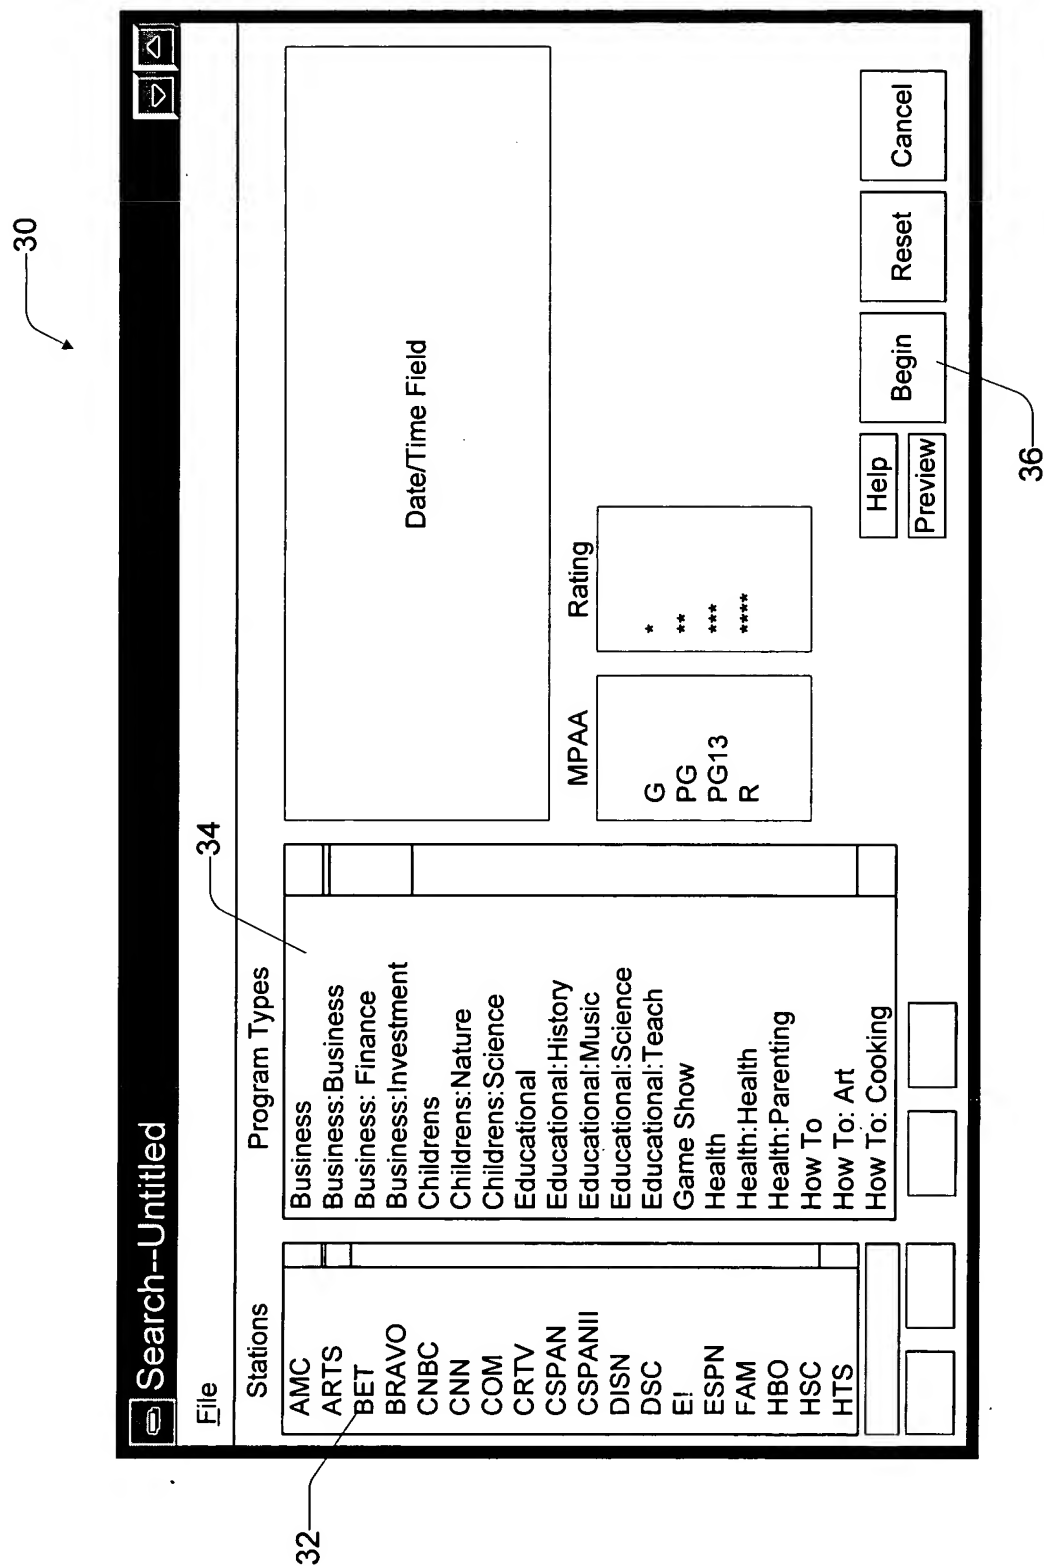 30
Search--Untitled
File
34
Stations
Program Types
AMC
ARTS
BET
BRAVO
CNBC
CNN
COM
CRTV
CSPAN
CSPANII
DISN
DSC
E!
ESPN
FAM
HBO
HSC
HTS
32
Business
Business:Business
Business: Finance
Business:Investment
Childrens
Childrens:Nature
Childrens:Science
Educational
Educational:History
Educational:Music
Educational:Science
Educational:Teach
Game Show
Health
Health:Health
Health:Parenting
How To
How To: Art
How To: Cooking
Date/Time Field
MPAA
G
PG
PG13
R
Rating
*
**
***
****
Help
Preview
Begin
Reset
Cancel
36